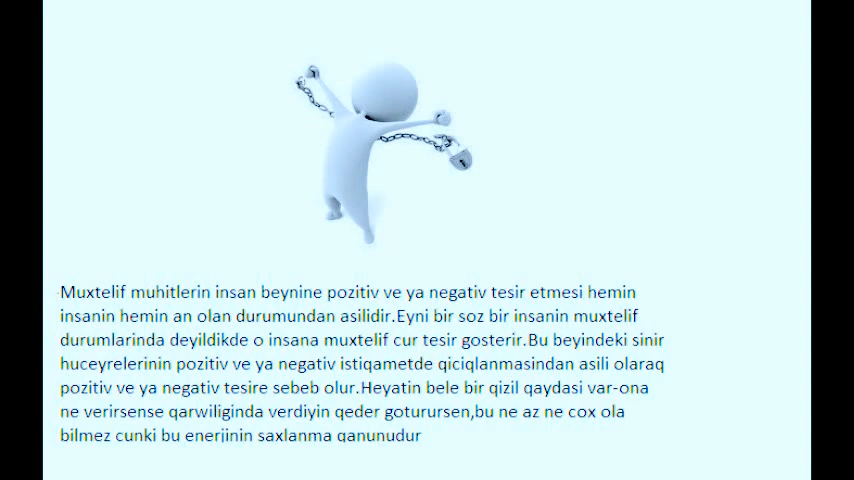 Muxtelif muhitlerin insan beynine pozitiv ve ya negativ tesir etmesi hemin
insanin hemin an olan durumundan asilidir.Eyni bir soz bir insanin muxtelif
durumlarinda deyildikde o insana muxtelif cur tesir gosterir.Bu beyindeki sinir
huceyrelerinin pozitiv ve ya negativ istiqametde qiciqlanmasindan asili olaraq
pozitiv ve ya negativ tesire sebeb olur.Heyatin bele bir qizil qaydasi var-ona
ne verirsense qarwiliginda verdiyin qeder goturursen,bu ne az ne cox ola
bilmez cunki bu enerjinin saxlanma qanunudur